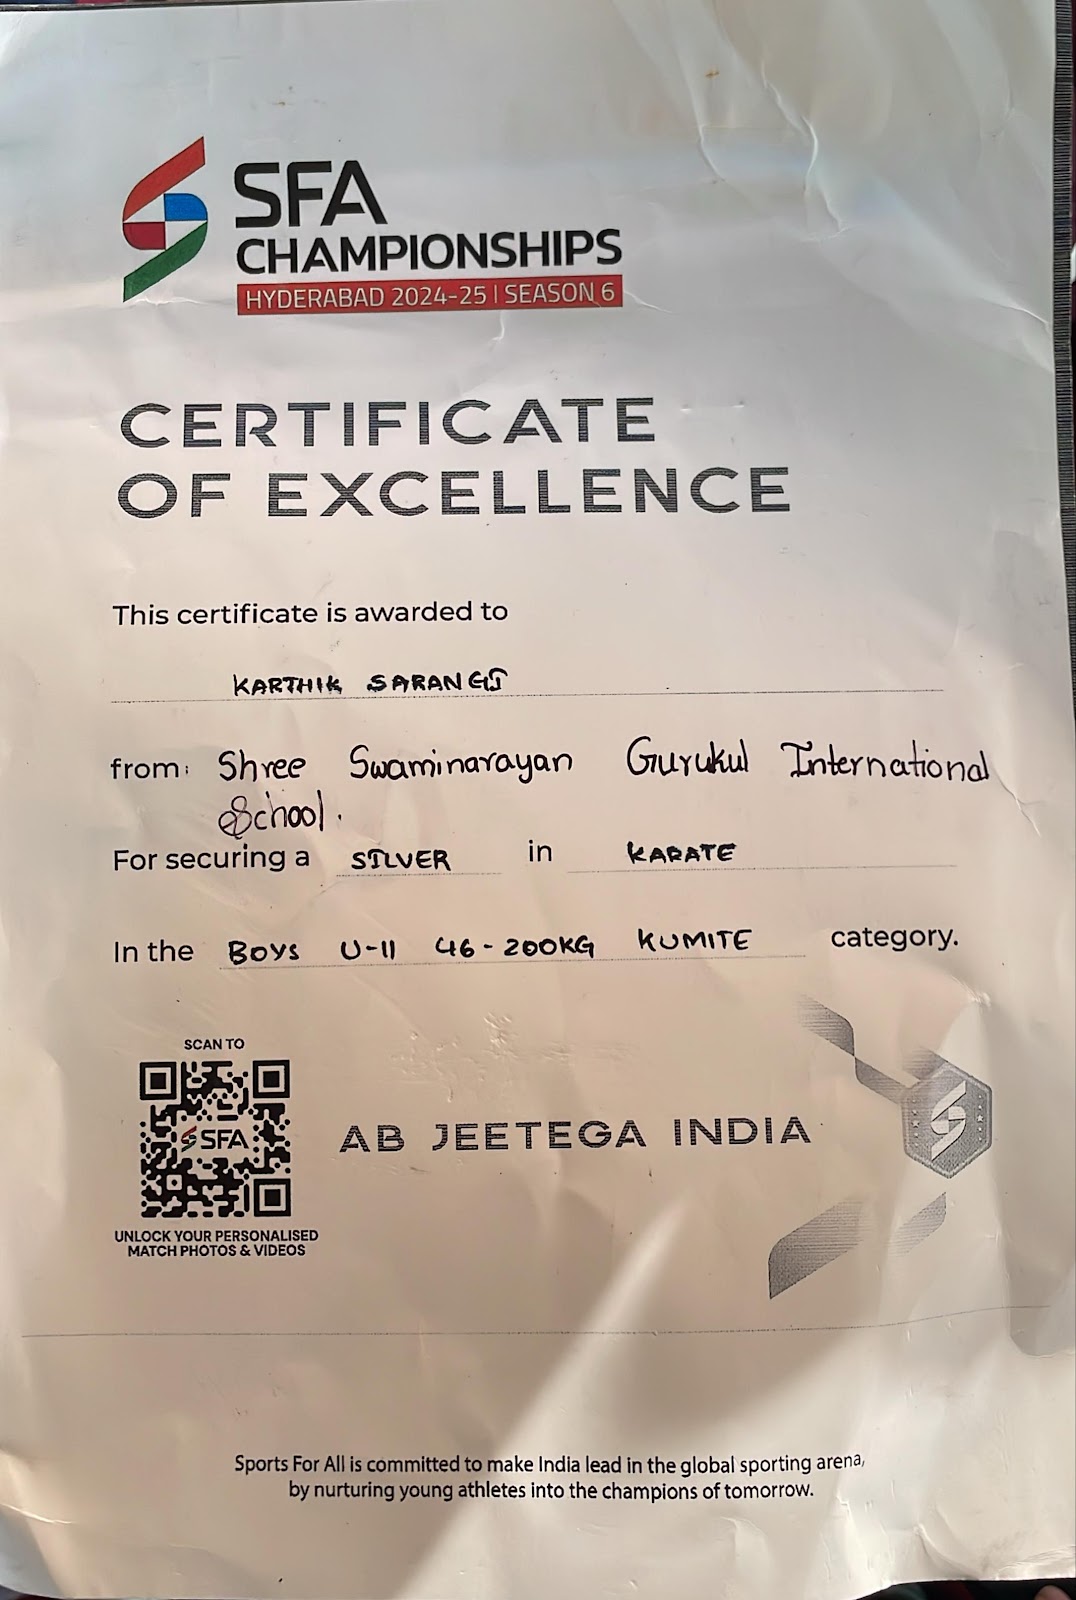 SFA
CHAMPIONSHIPS
HYDERABAD 2024-25 | SEASON 6
CERTIFICATE
OF EXCELLENCE
This certificate is awarded to
KARTHIK SARANGI
from: Shree Swaminarayan Gurukul International
School.
For securing a SILVER in KARATE
In the BOYS U-11 46-200KG KUMITE category.
SCAN TO
SFA
UNLOCK YOUR PERSONALISED
MATCH PHOTOS & VIDEOS
AB JEETEGA INDIA
Sports For All is committed to make India lead in the global sporting arena,
by nurturing young athletes into the champions of tomorrow.